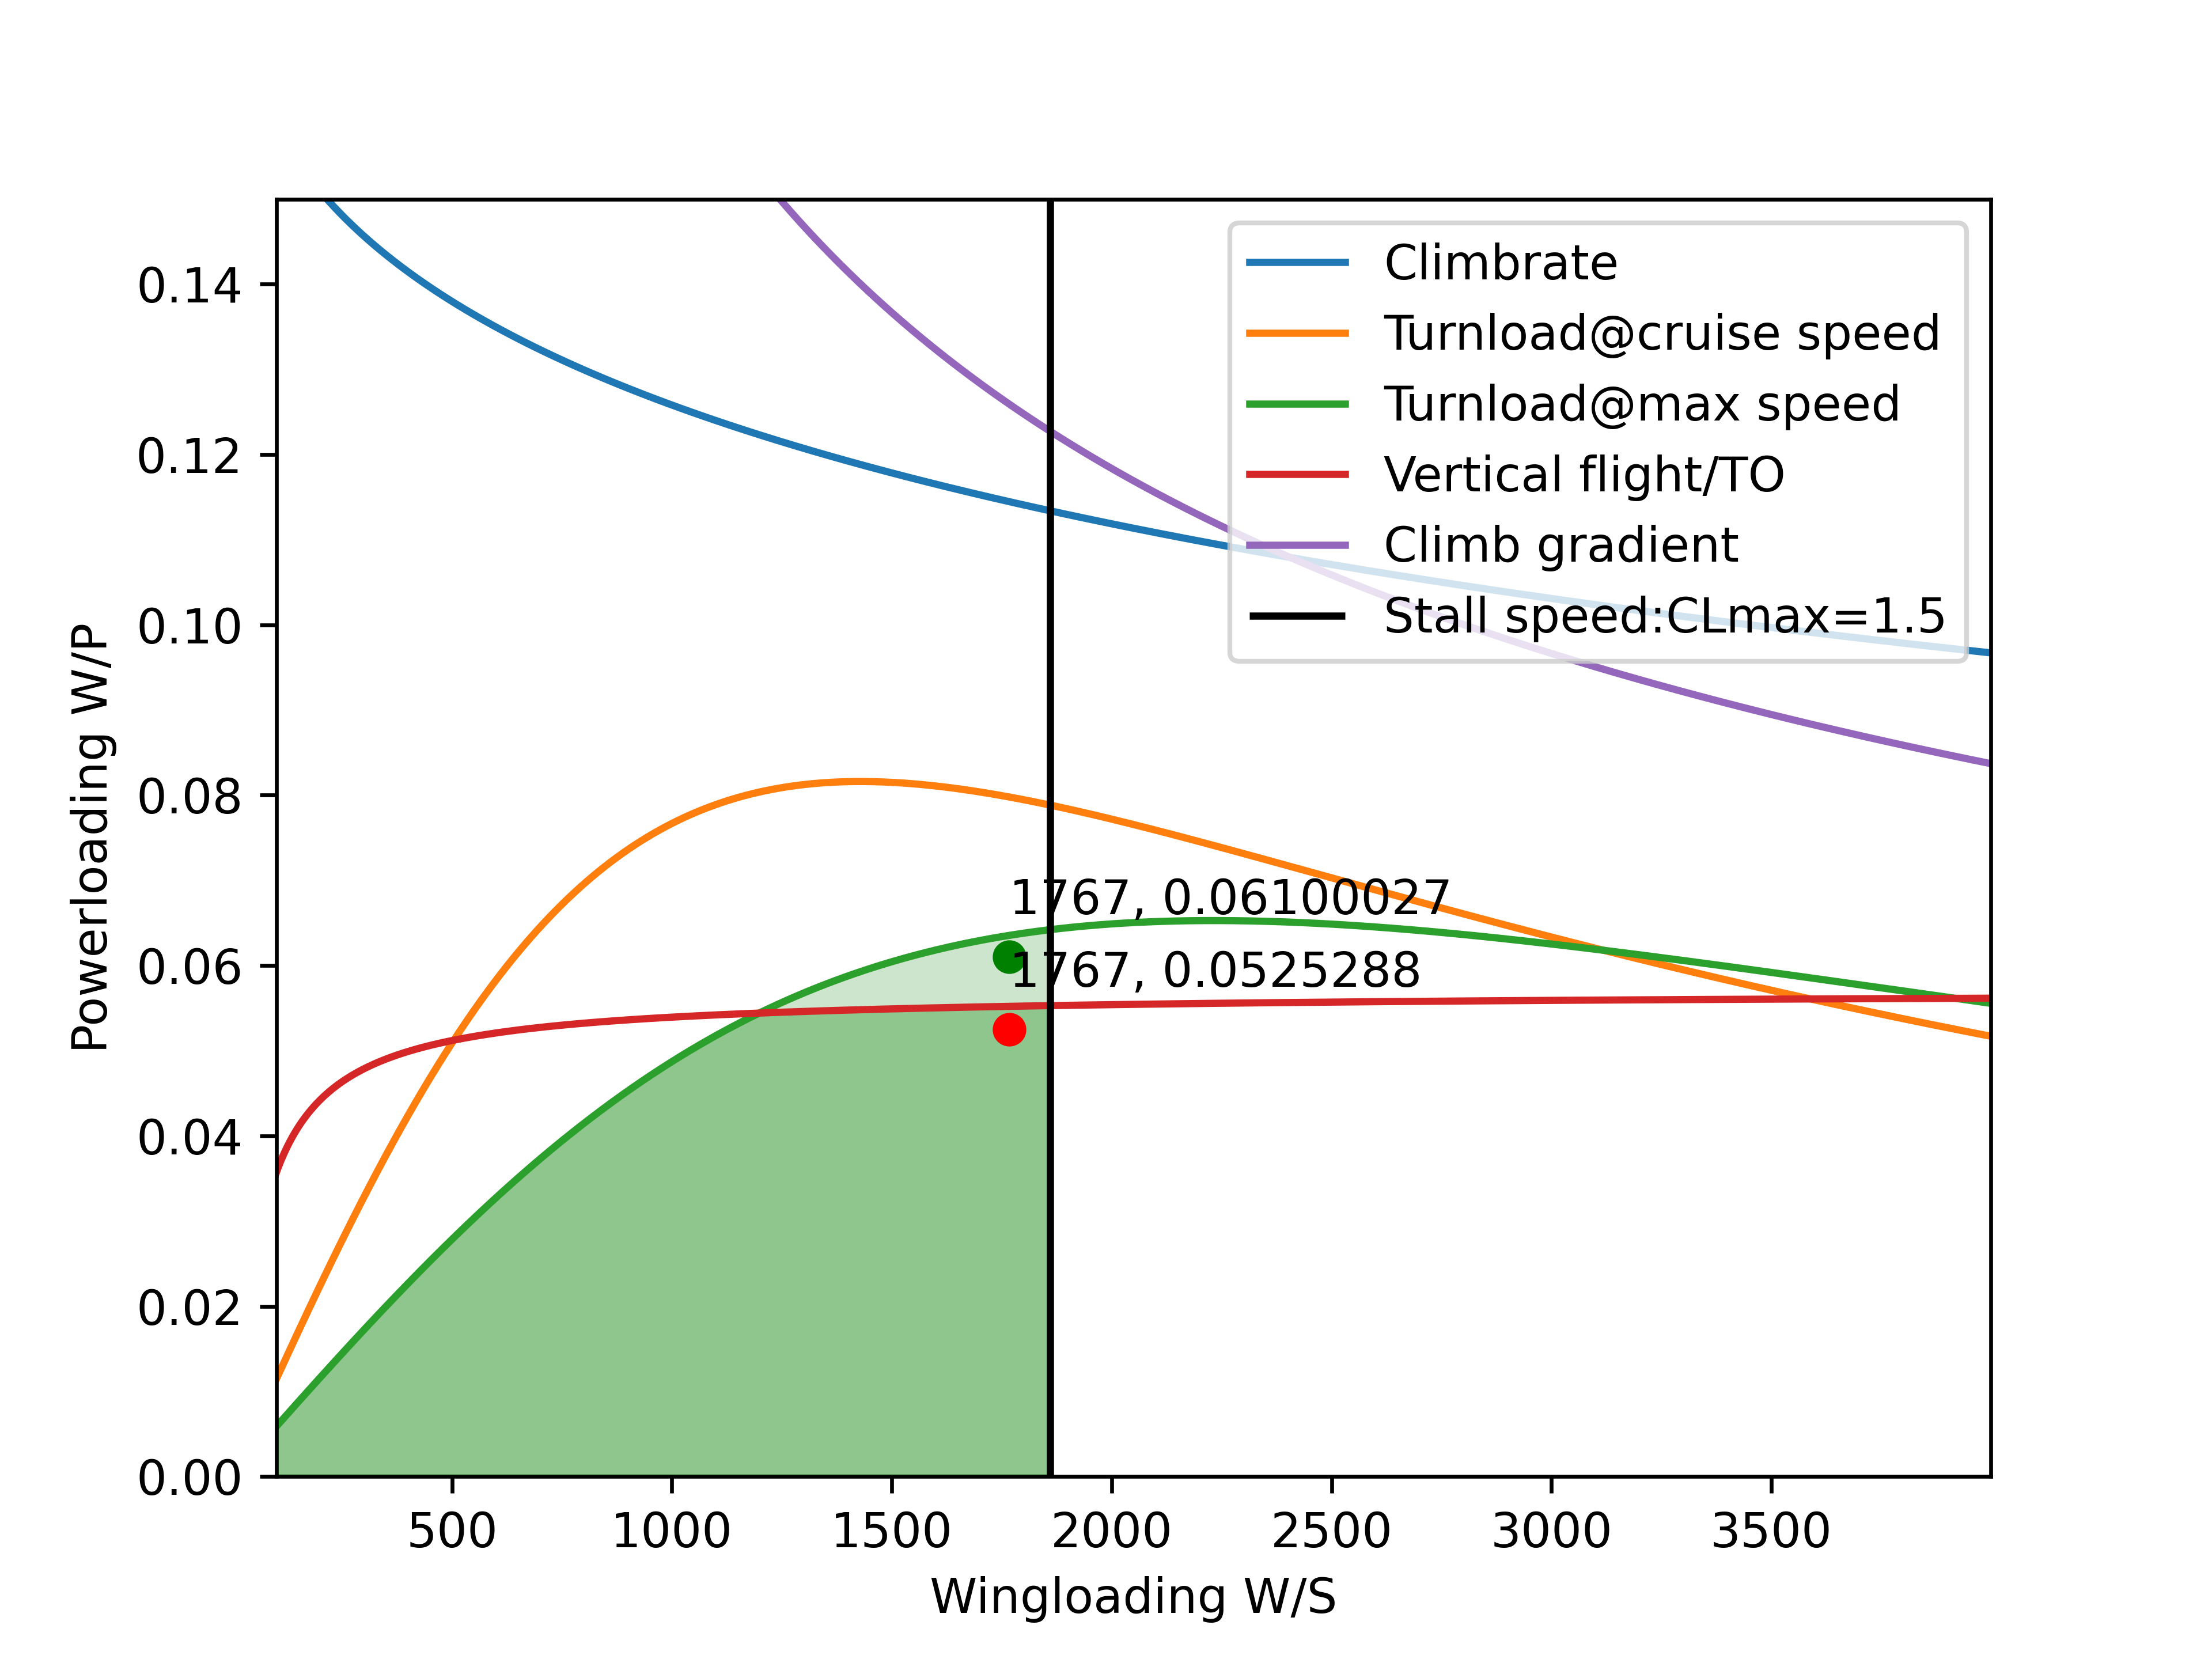 Climbrate
Turnload@cruise speed
Turnload@max speed
Vertical flight/TO
Climb gradient
Stall speed:CLmax=1.5
0.14
0.12
0.10
0.08
0.06
0.04
0.02
0.00
Powerloading W/P
1767, 0.06100027
1767, 0.0525288
500 1000 1500 2000 2500 3000 3500
Wingloading W/S